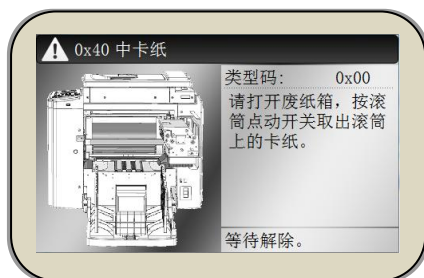 0x40 中卡纸
类型码: 0x00
请打开废纸箱，按滚
筒点动开关取出滚筒
上的卡纸。
等待解除。